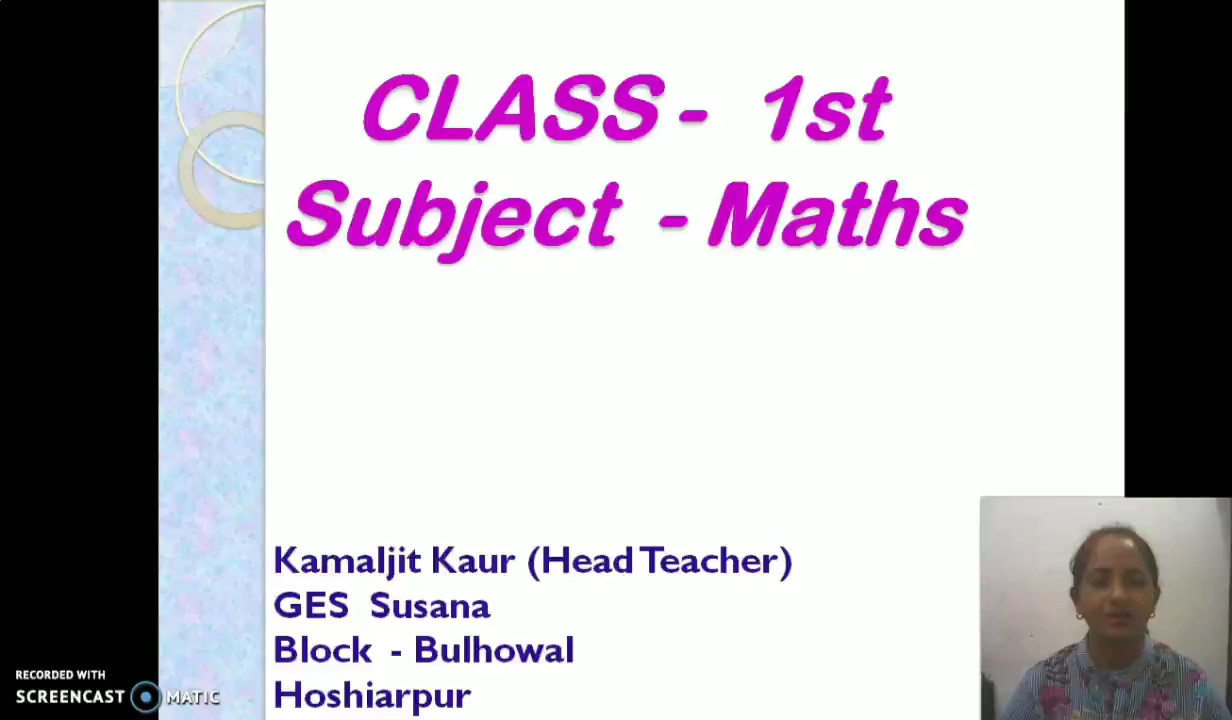 CLASS - 1st
Subject - Maths
Kamaljit Kaur (Head Teacher)
GES Susana
Block - Bulhowal
Hoshiarpur
RECORDED WITH
SCREENCAST MATIC